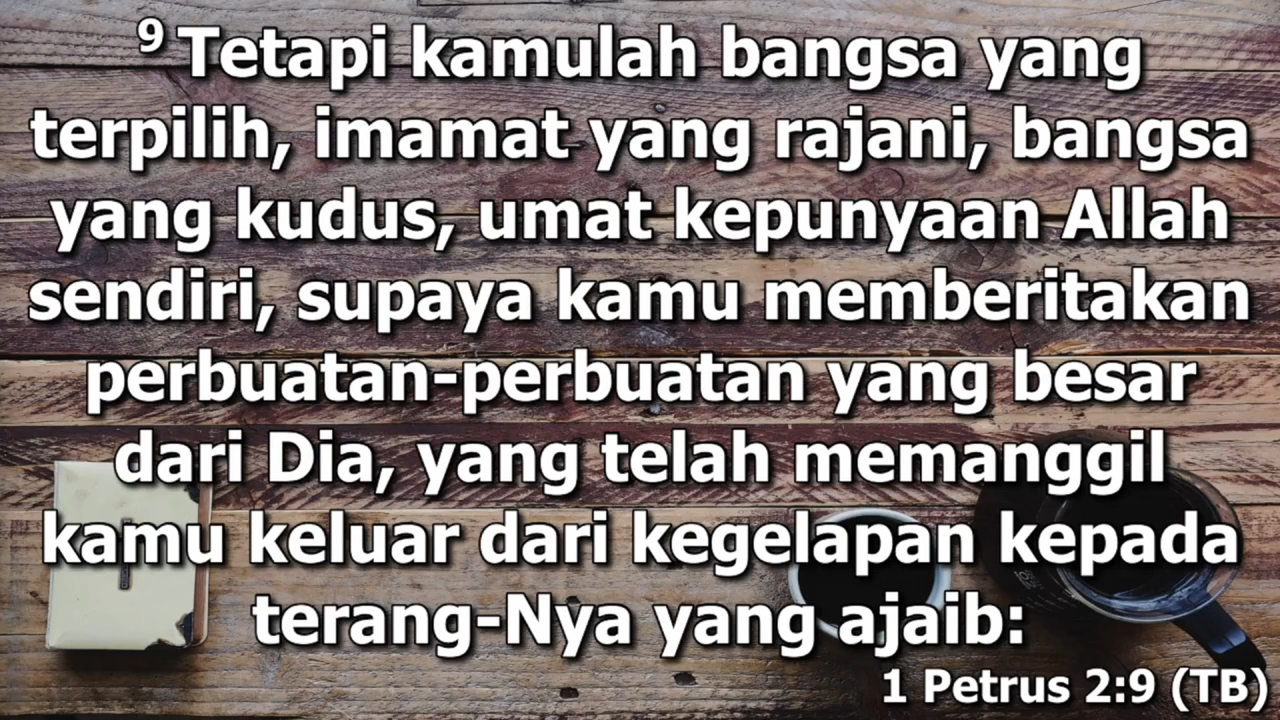 9 Tetapi kamulah bangsa yang
terpilih, imamat yang rajani, bangsa
yang kudus, umat kepunyaan Allah
sendiri, supaya kamu memberitakan
perbuatan-perbuatan yang besar
dari Dia, yang telah memanggil
kamu keluar dari kegelapan kepada
terang-Nya yang ajaib:
1 Petrus 2:9 (TB)